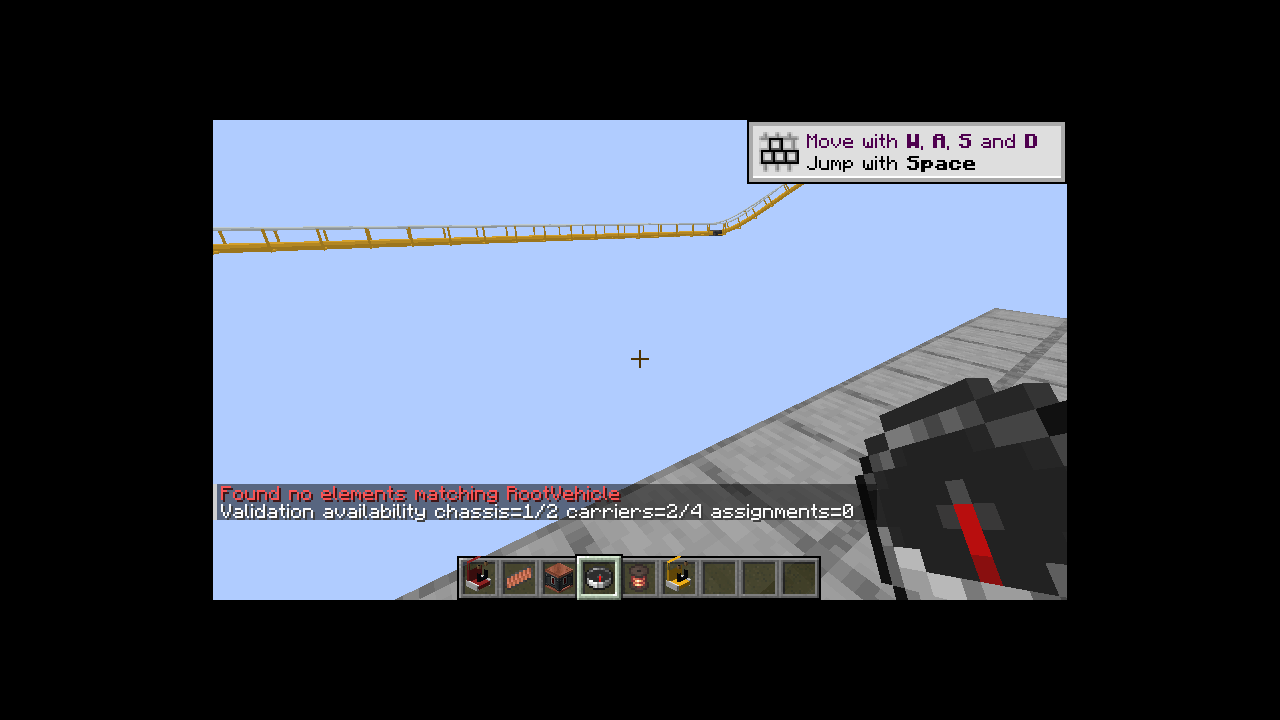 Move with W, A, S and D
Jump with Space
Found no elements matching RootVehicle
Validation availability chassis=1/2 carriers=2/4 assignments=0